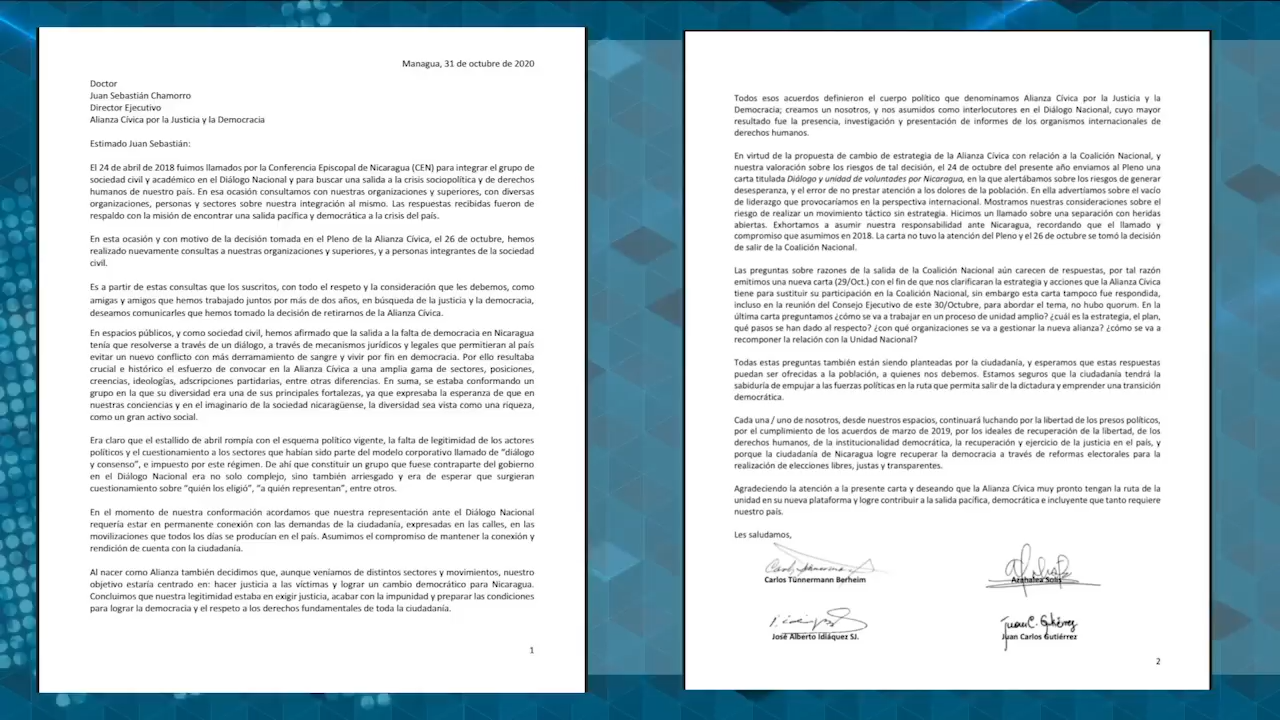 Managua, 31 de octubre de 2020
Doctor
Juan Sebastián Chamorro
Director Ejecutivo
Alianza Cívica por la Justicia y la Democracia
Estimado Juan Sebastián:
El 24 de abril de 2018 fuimos llamados por la Conferencia Episcopal de Nicaragua (CEN) para integrar el grupo de
sociedad civil y académico en el Diálogo Nacional y para buscar una salida a la crisis sociopolítica y de derechos
humanos de nuestro país. En esa ocasión consultamos con nuestras organizaciones y superiores, con diversas
organizaciones, personas y sectores sobre nuestra integración al mismo. Las respuestas recibidas fueron de
respaldo con la misión de encontrar una salida pacífica y democrática a la crisis del país.
En esta ocasión y con motivo de la decisión tomada en el Pleno de la Alianza Cívica, el 26 de octubre, hemos
realizado nuevamente consultas a nuestras organizaciones y superiores, y a personas integrantes de la sociedad
civil.
Es a partir de estas consultas que los suscritos, con todo el respeto y la consideración que les debemos, como
amigas y amigos que hemos trabajado juntos por más de dos años, en búsqueda de la justicia y la democracia,
deseamos comunicarles que hemos tomado la decisión de retirarnos de la Alianza Cívica.
En espacios públicos, y como sociedad civil, hemos afirmado que la salida a la falta de democracia en Nicaragua
tenía que resolverse a través de un diálogo, a través de mecanismos jurídicos y legales que permitieran al país
evitar un nuevo conflicto con más derramamiento de sangre y vivir por fin en democracia. Por ello resultaba
crucial e histórico el esfuerzo de convocar en la Alianza Cívica a una amplia gama de sectores, posiciones,
creencias, ideologías, adscripciones partidarias, entre otras diferencias. En suma, se estaba conformando un
grupo en la que su diversidad era una de sus principales fortalezas, ya que expresaba la esperanza de que en
nuestras conciencias y en el imaginario de la sociedad nicaragüense, la diversidad sea vista como una riqueza,
como un gran activo social.
Era claro que el estallido de abril rompía con el esquema político vigente, la falta de legitimidad de los actores
políticos y el cuestionamiento a los sectores que habían sido parte del modelo corporativo llamado de “diálogo
y consenso”, e impuesto por este régimen. De ahí que constituir un grupo que fuese contraparte del gobierno
en el Diálogo Nacional era no solo complejo, sino también arriesgado y era de esperar que surgieran
cuestionamiento sobre “quién los eligió”, “a quién representan”, entre otros.
En el momento de nuestra conformación acordamos que nuestra representación ante el Diálogo Nacional
requería estar en permanente conexión con las demandas de la ciudadanía, expresadas en las calles, en las
movilizaciones que todos los días se producían en el país. Asumimos el compromiso de mantener la conexión y
rendición de cuenta con la ciudadanía.
Al nacer como Alianza también decidimos que, aunque veníamos de distintos sectores y movimientos, nuestro
objetivo estaría centrado en: hacer justicia a las víctimas y lograr un cambio democrático para Nicaragua.
Concluimos que nuestra legitimidad estaba en exigir justicia, acabar con la impunidad y preparar las condiciones
para lograr la democracia y el respeto a los derechos fundamentales de toda la ciudadanía.
1
Todos esos acuerdos definieron el cuerpo político que denominamos Alianza Cívica por la Justicia y la
Democracia; creamos un nosotros, y nos asumidos como interlocutores en el Diálogo Nacional, cuyo mayor
resultado fue la presencia, investigación y presentación de informes de los organismos internacionales de
derechos humanos.
En virtud de la propuesta de cambio de estrategia de la Alianza Cívica con relación a la Coalición Nacional, y
nuestra valoración sobre los riesgos de tal decisión, el 24 de octubre del presente año enviamos al Pleno una
carta titulada Diálogo y unidad de voluntades por Nicaragua, en la que alertábamos sobre los riesgos de generar
desesperanza, y el error de no prestar atención a los dolores de la población. En ella advertíamos sobre el vacío
de liderazgo que provocaríamos en la perspectiva internacional. Mostramos nuestras consideraciones sobre el
riesgo de realizar un movimiento táctico sin estrategia. Hicimos un llamado sobre una separación con heridas
abiertas. Exhortamos a asumir nuestra responsabilidad ante Nicaragua, recordando que el llamado y
compromiso que asumimos en 2018. La carta no tuvo la atención del Pleno y el 26 de octubre se tomó la decisión
de salir de la Coalición Nacional.
Las preguntas sobre razones de la salida de la Coalición Nacional aún carecen de respuestas, por tal razón
emitimos una nueva carta (29/Oct.) con el fin de que nos clarificaran la estrategia y acciones que la Alianza Cívica
tiene para sustituir su participación en la Coalición Nacional, sin embargo esta carta tampoco fue respondida,
incluso en la reunión del Consejo Ejecutivo de este 30/Octubre, para abordar el tema, no hubo quorum. En la
última carta preguntamos ¿cómo se va a trabajar en un proceso de unidad amplio? ¿cuál es la estrategia, el plan,
qué pasos se han dado al respecto? ¿con qué organizaciones se va a gestionar la nueva alianza? ¿cómo se va a
recomponer la relación con la Unidad Nacional?
Todas estas preguntas también están siendo planteadas por la ciudadanía, y esperamos que estas respuestas
puedan ser ofrecidas a la población, a quienes nos debemos. Estamos seguros que la ciudadanía tendrá la
sabiduría de empujar a las fuerzas políticas en la ruta que permita salir de la dictadura y emprender una transición
democrática.
Cada una / uno de nosotros, desde nuestros espacios, continuará luchando por la libertad de los presos políticos,
por el cumplimiento de los acuerdos de marzo de 2019, por los ideales de recuperación de la libertad, de los
derechos humanos, de la institucionalidad democrática, la recuperación y ejercicio de la justicia en el país, y
porque la ciudadanía de Nicaragua logre recuperar la democracia a través de reformas electorales para la
realización de elecciones libres, justas y transparentes.
Agradeciendo la atención a la presente carta y deseando que la Alianza Cívica muy pronto tengan la ruta de la
unidad en su nueva plataforma y logre contribuir a la salida pacífica, democrática e incluyente que tanto requiere
nuestro país.
Les saludamos,
Carlos Tünnermann Berheim
Azahalea Solís
Juan C. Gutiérrez
José Alberto Idiáquez SJ.
Juan Carlos Gutiérrez
2